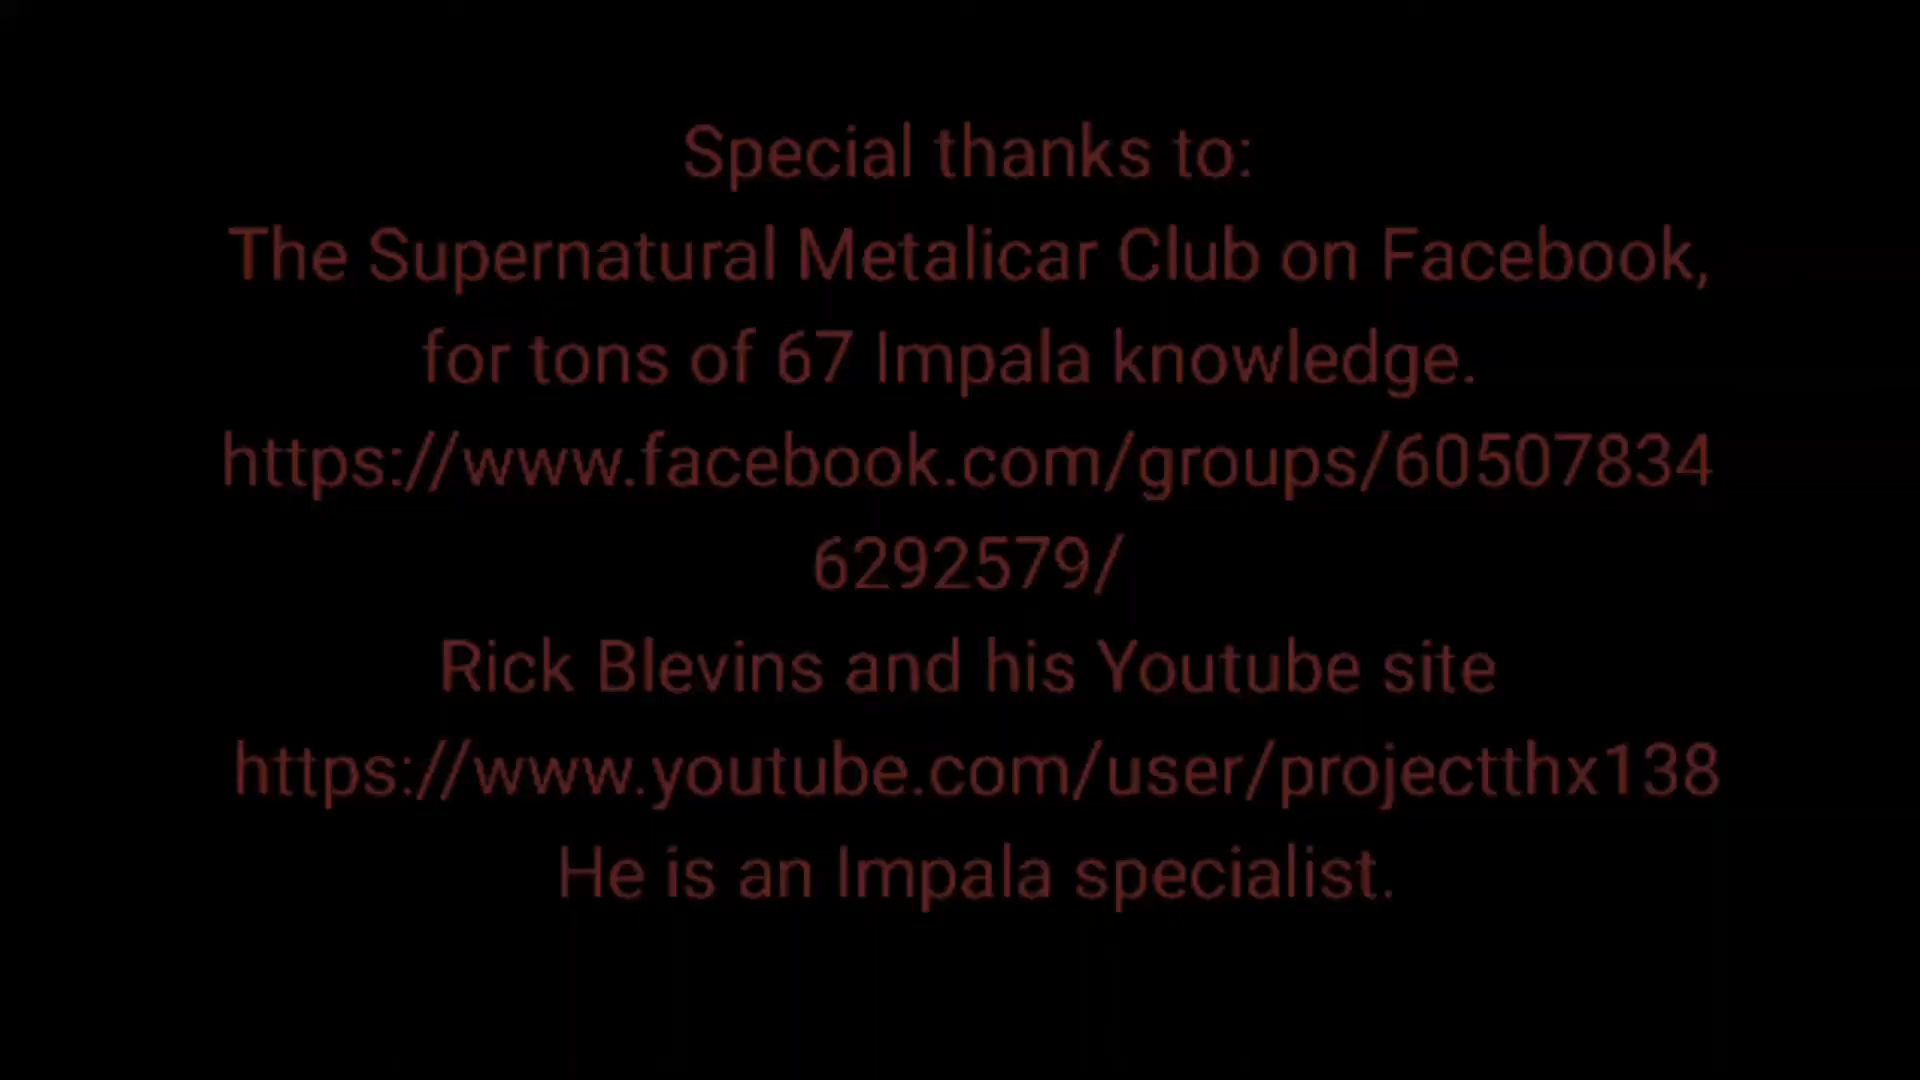 Special thanks to:
The Supernatural Metalicar Club on Facebook,
for tons of 67 Impala knowledge.
https://www.facebook.com/groups/60507834
6292579/
Rick Blevins and his Youtube site
https://www.youtube.com/user/projectthx138
He is an Impala specialist.